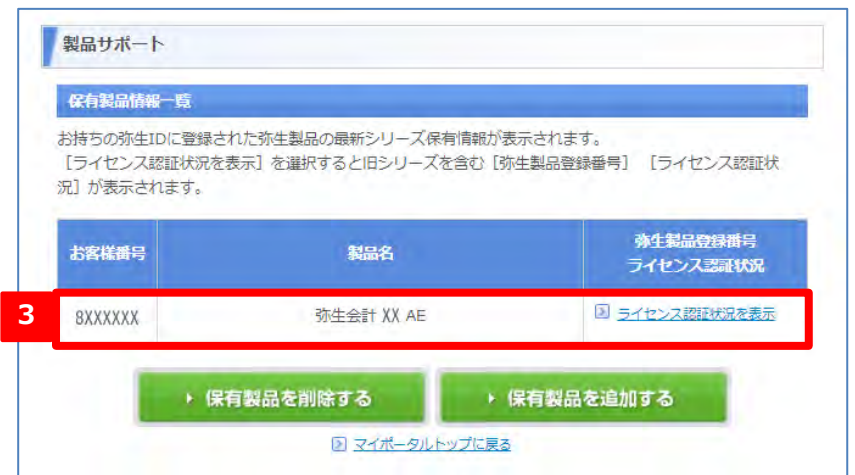 製品サポート
保有製品情報一覧
お持ちの弥生IDに登録された弥生製品の最新シリーズ保有情報が表示されます。
［ライセンス認証状況を表示］を選択すると旧シリーズを含む［弥生製品登録番号］ ［ライセンス認証状
況］が表示されます。
お客様番号 製品名 弥生製品登録番号
ライセンス認証状況
3 8XXXXXX 弥生会計 XX AE ライセンス認証状況を表示
保有製品を削除する 保有製品を追加する
マイポータルトップに戻る